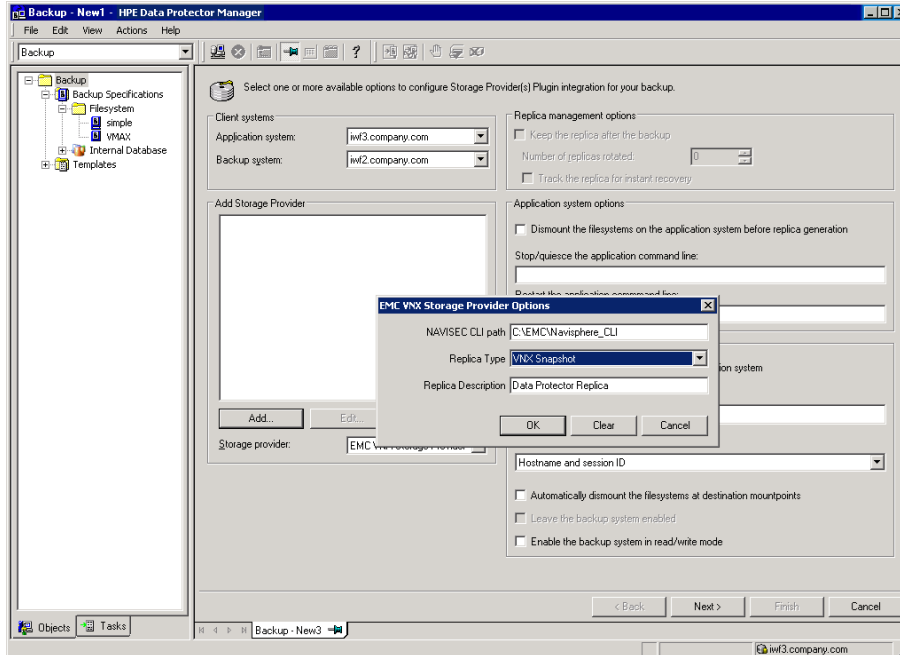 Backup - New1 - HPE Data Protector Manager
File Edit View Actions Help
Backup
Backup
Backup Specifications
Filesystem
simple
VMAX
Internal Database
Templates
Select one or more available options to configure Storage Provider(s) Plugin integration for your backup.
Client systems
Application system: iwf3.company.com
Backup system: iwf2.company.com
Replica management options
Keep the replica after the backup
Number of replicas rotated: 0
Track the replica for instant recovery
Add Storage Provider
Application system options
Dismount the filesystems on the application system before replica generation
Stop/quiesce the application command line:
EMC VNX Storage Provider Options
NAVISEC CLI path C:\EMC\Navisphere_CLI
Replica Type VNX Snapshot
Replica Description Data Protector Replica
OK Clear Cancel
ion system
Add... Edit...
Storage provider: EMC
Hostname and session ID
Automatically dismount the filesystems at destination mountpoints
Leave the backup system enabled
Enable the backup system in read/write mode
< Back Next > Finish Cancel
Objects Tasks
Backup - New3
iwf3.company.com